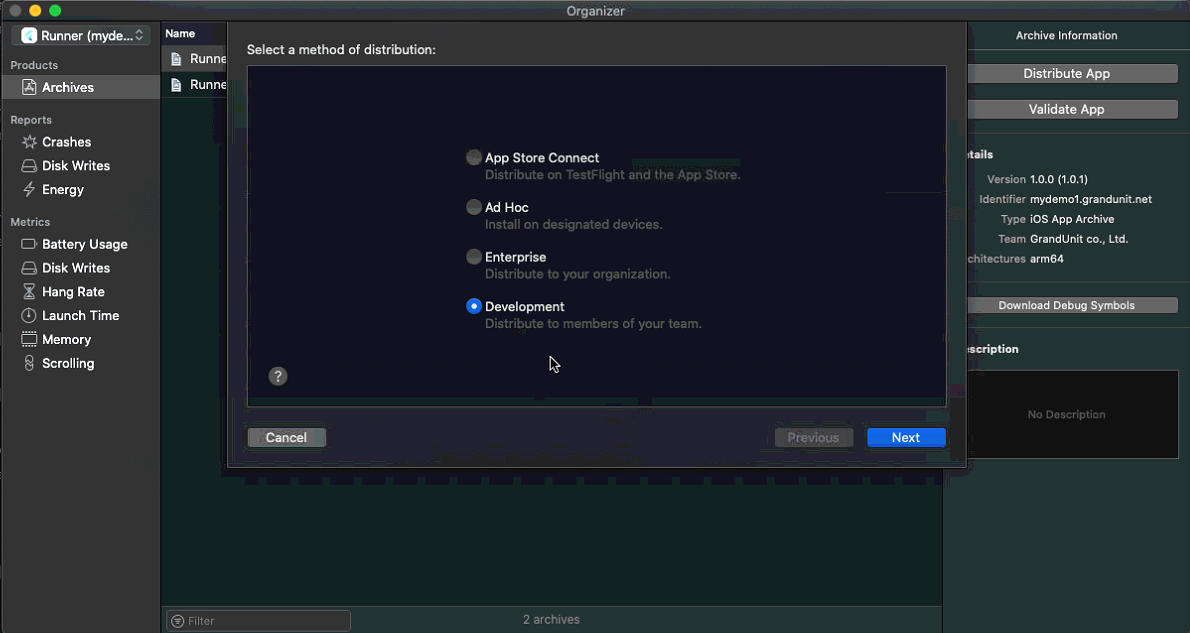 Organizer
Runner (myde...
Products
Archives
Reports
Crashes
Disk Writes
Energy
Metrics
Battery Usage
Disk Writes
Hang Rate
Launch Time
Memory
Scrolling
Name
Runne
Runne
Select a method of distribution:
App Store Connect
Distribute on TestFlight and the App Store.
Ad Hoc
Install on designated devices.
Enterprise
Distribute to your organization.
Development
Distribute to members of your team.
?
Cancel
Previous
Next
Archive Information
Distribute App
Validate App
etails
Version 1.0.0 (1.0.1)
Identifier mydemo1.grandunit.net
Type iOS App Archive
Team GrandUnit co., Ltd.
chitectures arm64
Download Debug Symbols
escription
No Description
Filter
2 archives